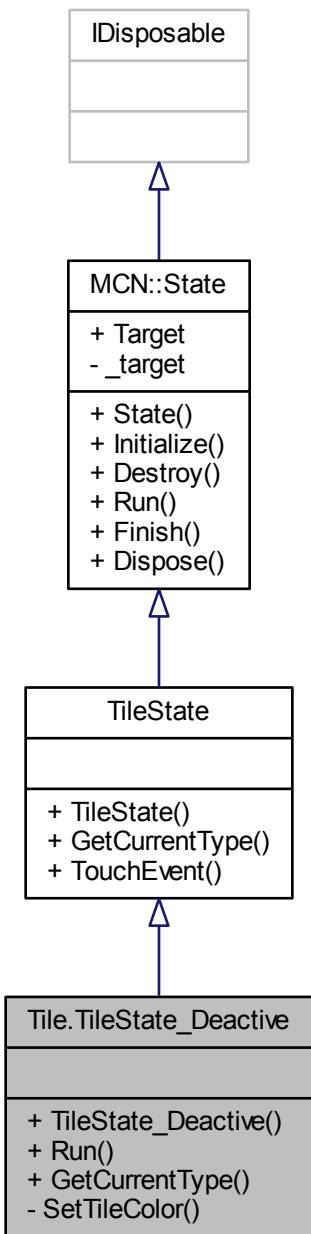 IDisposable
MCN::State
+ Target
- _target
+ State()
+ Initialize()
+ Destroy()
+ Run()
+ Finish()
+ Dispose()
TileState
+ TileState()
+ GetCurrentType()
+ TouchEvent()
Tile.TileState_Deactive
+ TileState_Deactive()
+ Run()
+ GetCurrentType()
- SetTileColor()